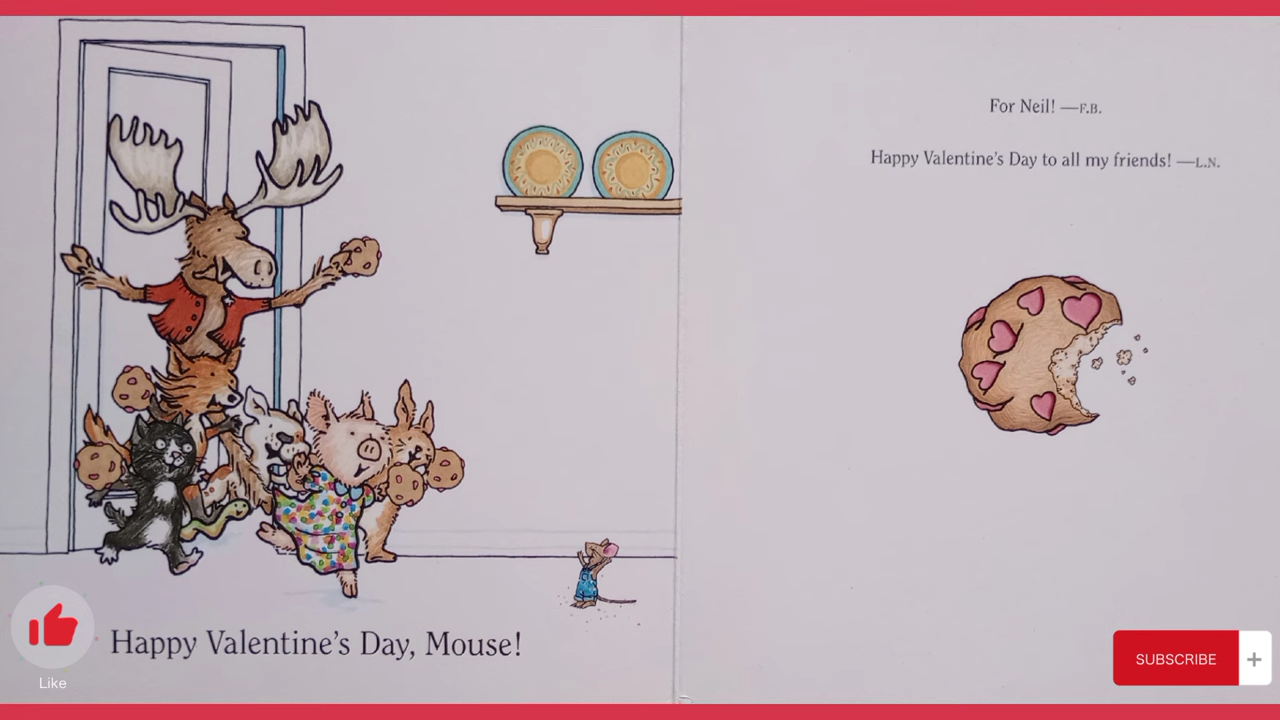 Happy Valentine's Day, Mouse!
For Neil! —F.B.
Happy Valentine's Day to all my friends! —L.N.
Like
SUBSCRIBE +